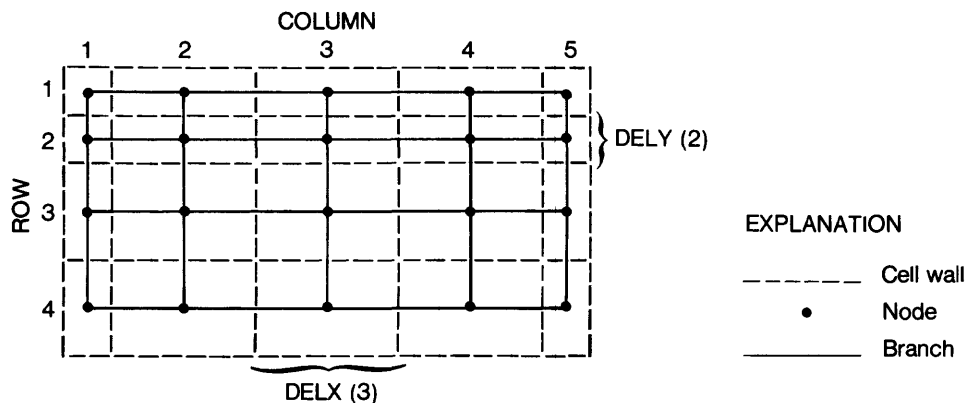 COLUMN
1 2 3 4 5
ROW
1
2
3
4
DELY (2)
DELX (3)
EXPLANATION
Cell wall
Node
Branch